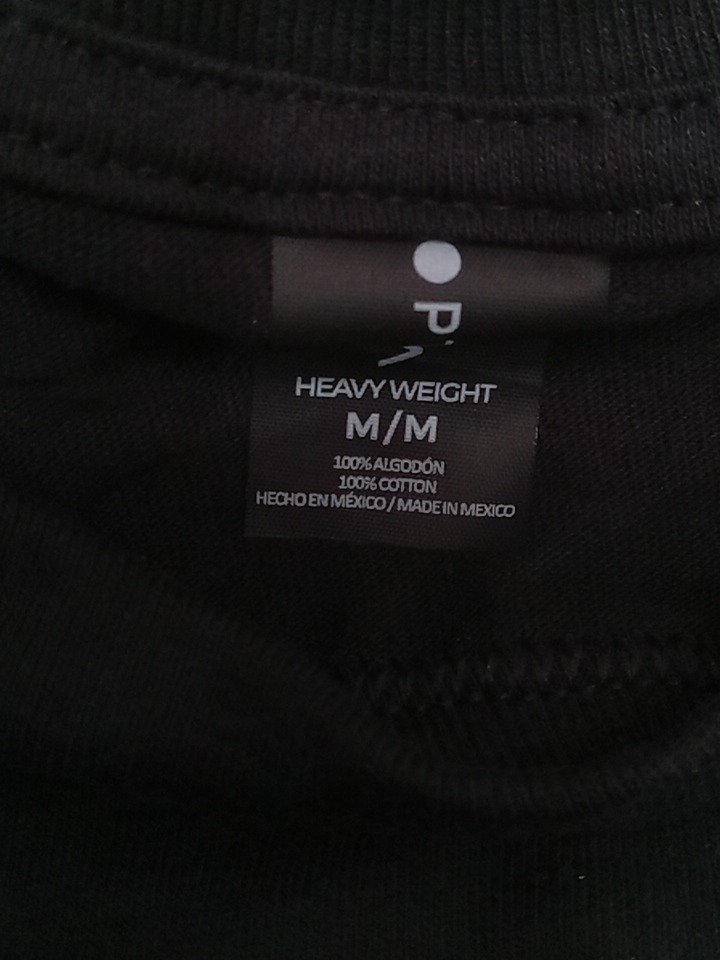 P
HEAVY WEIGHT
M/M
100% ALGODÓN
100% COTTON
HECHO EN MÉXICO / MADE IN MEXICO